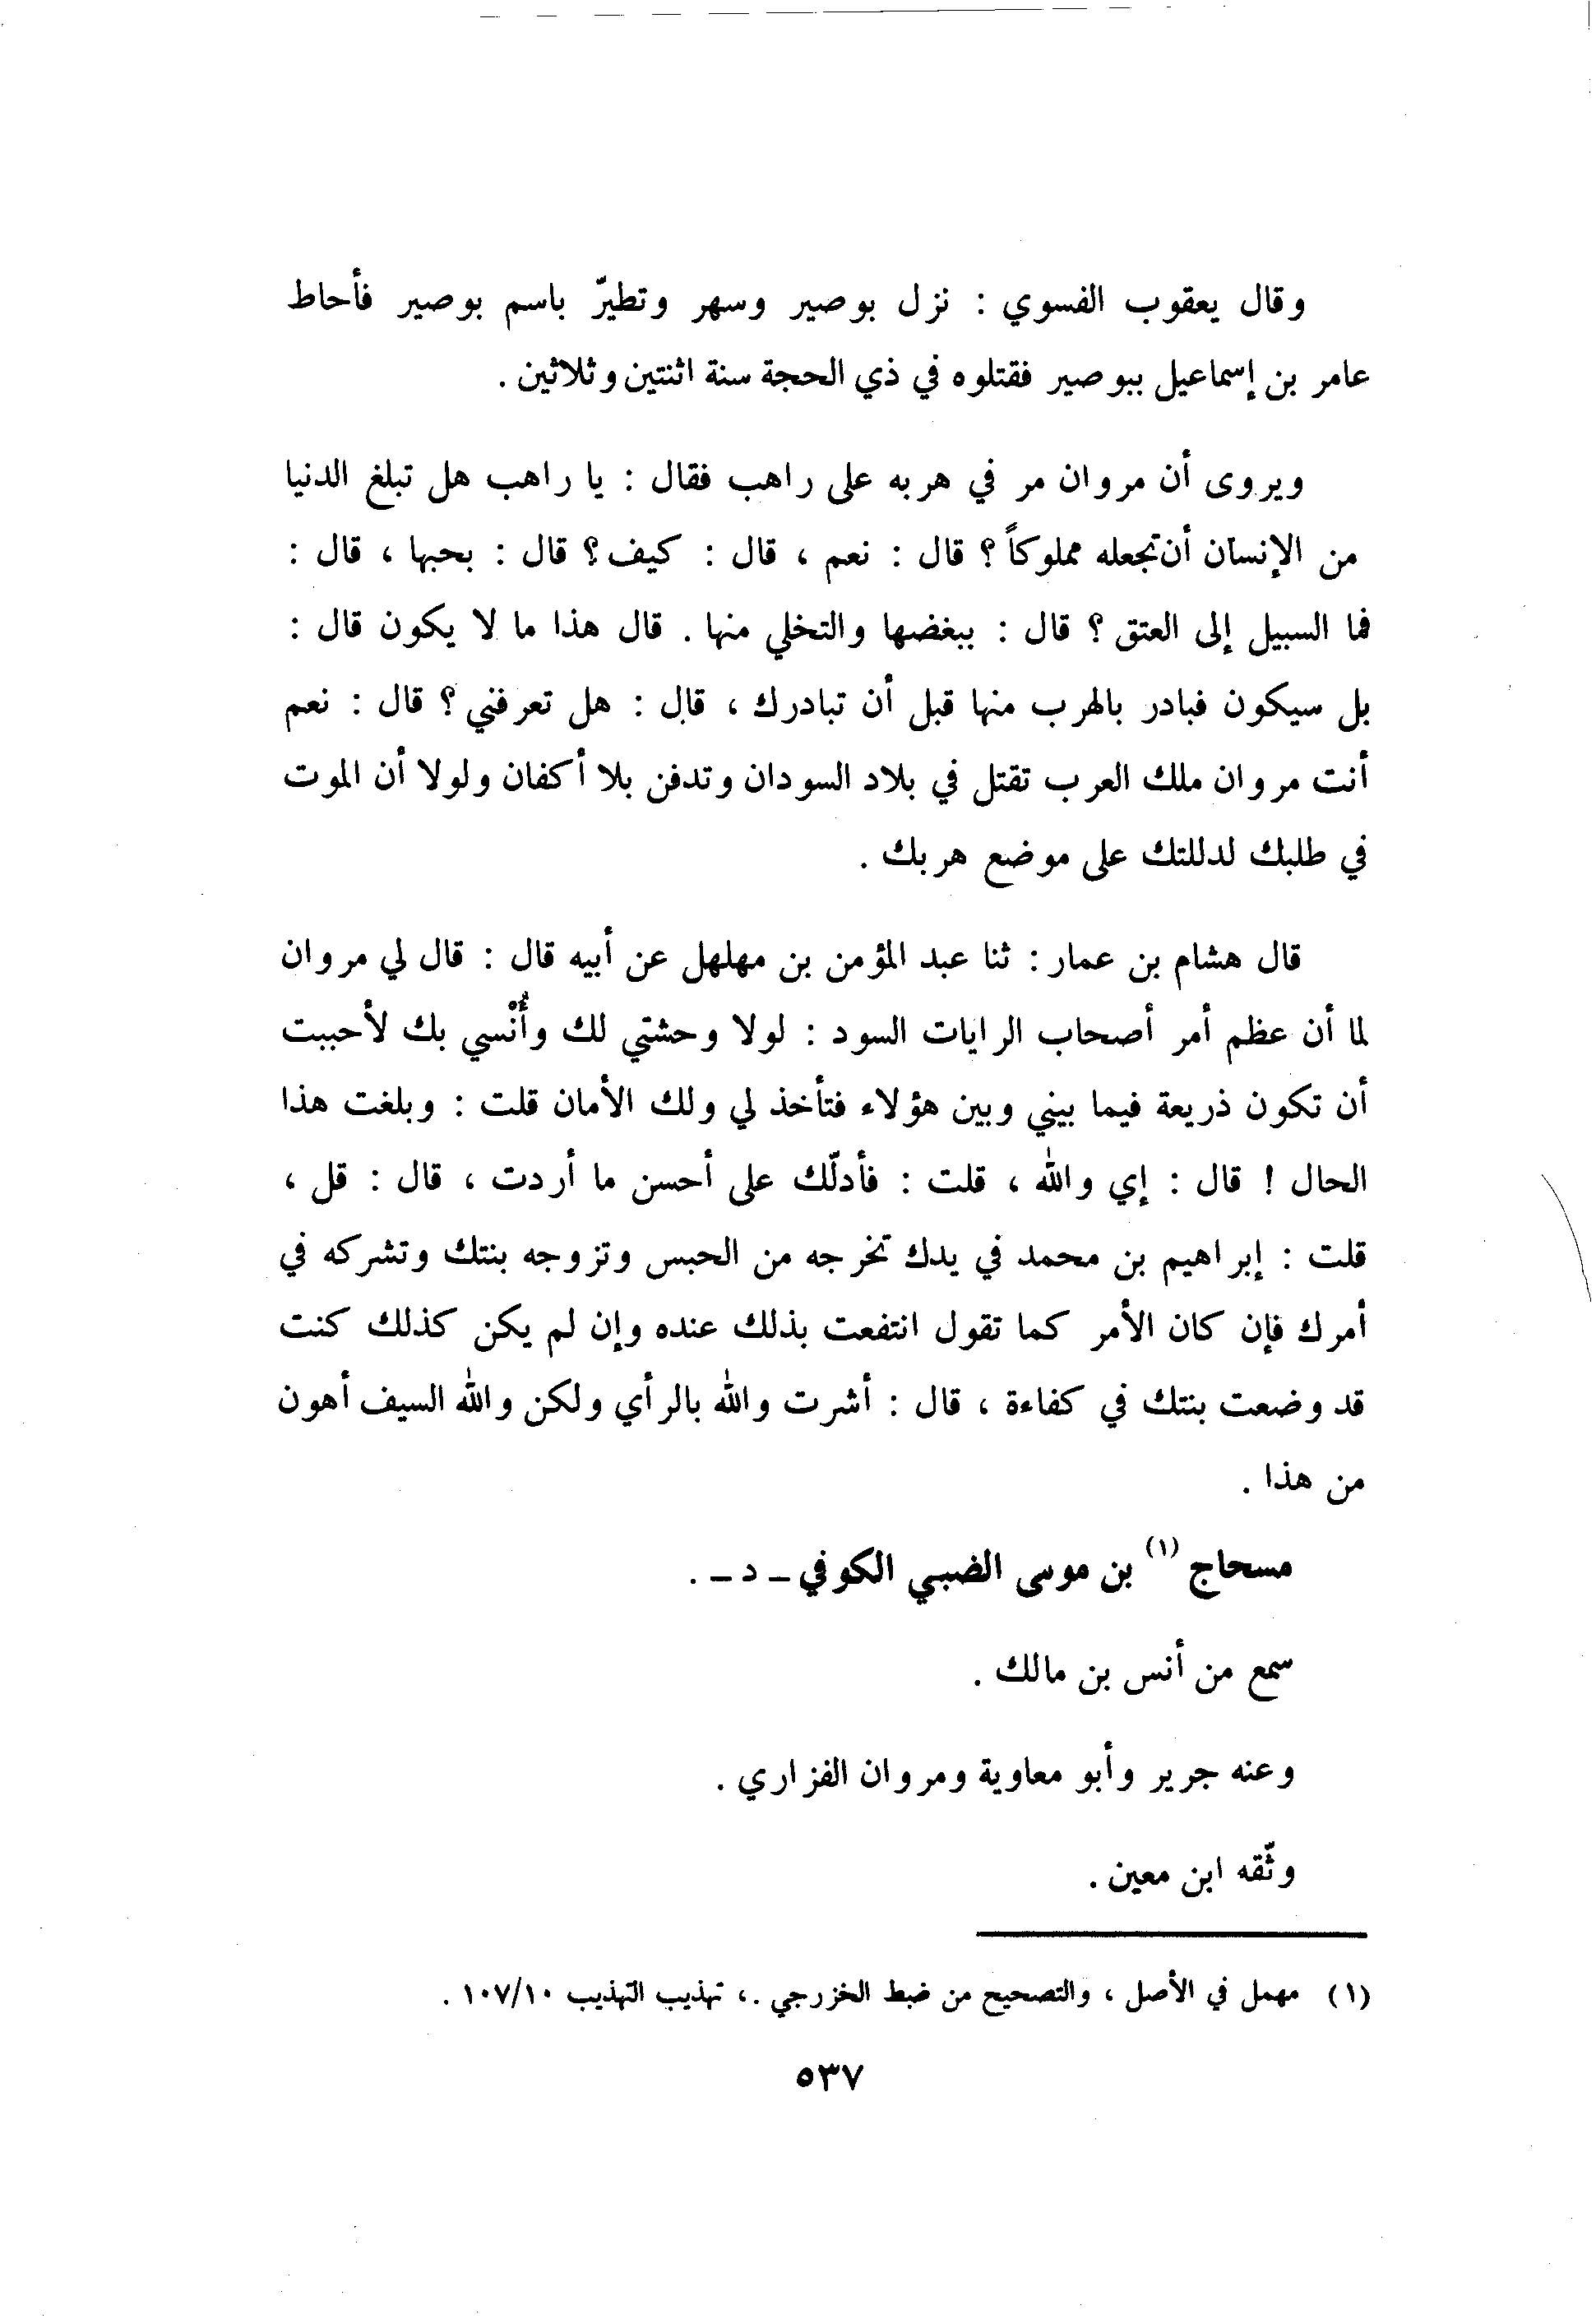 وقال يعقوب الفسوي : نزل بوصير وسهر وتطيرّ باسم بوصير فأحاط
عامر بن إسماعيل ببوصير فقتلوه في ذي الحجة سنة اثنتين وثلاثين .
ويروى أن مروان مر في هربه على راهب فقال : يا راهب هل تبلغ الدنيا
من الإنسان أن تجعله مملوكاً ؟ قال : نعم ، قال : كيف ؟ قال : بحبها ، قال :
فما السبيل إلى العتق ؟ قال : ببغضها والتخلي منها . قال هذا ما لا يكون قال :
بل سيكون فبادر بالهرب منها قبل أن تبادرك ، قال : هل تعرفني ؟ قال : نعم
أنت مروان ملك العرب تقتل في بلاد السودان وتدفن بلا أكفان ولولا أن الموت
في طلبك لدللتك على موضع هربك .
قال هشام بن عمار : ثنا عبد المؤمن بن مهلهل عن أبيه قال : قال لي مروان
لما أن عظم أمر أصحاب الرايات السود : لولا وحشتي لك وأُنْسي بك لأحببت
أن تكون ذريعة فيما بيني وبين هؤلاء فتأخذ لي ولك الأمان قلت : وبلغت هذا
الحال ! قال : إي والله ، قلت : فأدلّك على أحسن ما أردت ، قال : قل ،
قلت : إبراهيم بن محمد في يدك تخرجه من الحبس وتزوجه بنتك وتشركه في
أمرك فإن كان الأمر كما تقول انتفعت بذلك عنده وإن لم يكن كذلك كنت
قد وضعت بنتك في كفاءة ، قال : أشرت والله بالرأي ولكن والله السيف أهون
من هذا .
مسحاج (١) بن موسى الضبي الكوفي - د - .
سمع من أنس بن مالك .
وعنه جرير وأبو معاوية ومروان الفزاري .
وثّقه ابن معين .
(١) مهمل في الأصل ، والتصحيح من ضبط الخزرجي .، تهذيب التهذيب ١٠٧/١٠ .
٥٣٧